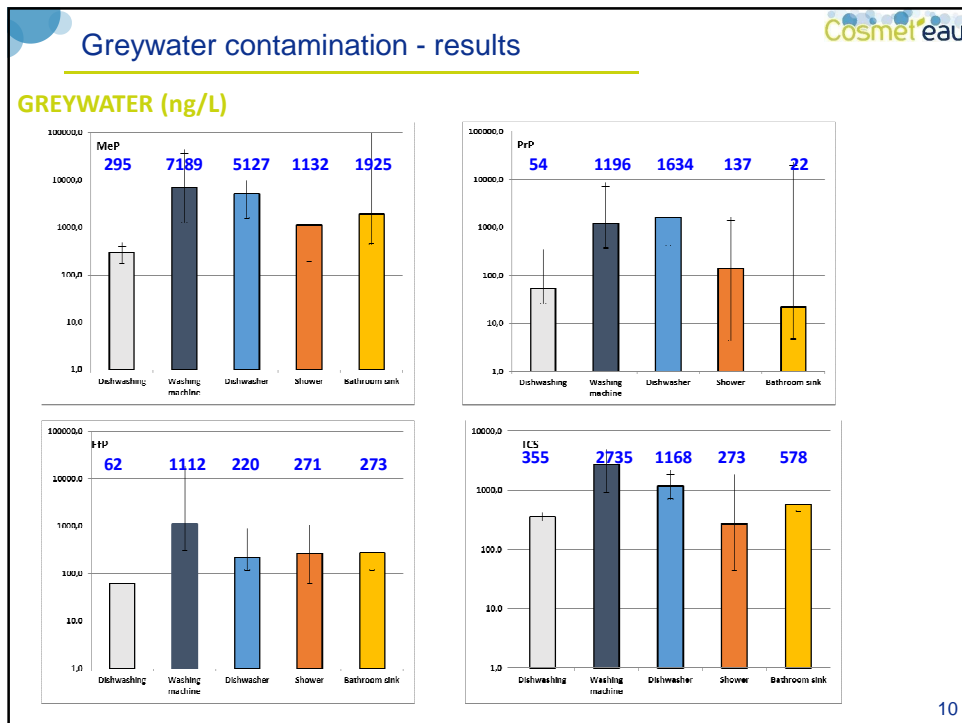 Greywater contamination - results
Cosmet'eau
GREYWATER (ng/L)
MeP
295 7189 5127 1132 1925
100000,0
10000,0
1000,0
100,0
10,0
1,0
Dishwashing Washing machine Dishwasher Shower Bathroom sink
PrP
54 1196 1634 137 22
100000,0
10000,0
1000,0
100,0
10,0
1,0
Dishwashing Washing machine Dishwasher Shower Bathroom sink
EtP
62 1112 220 271 273
100000,0
10000,0
1000,0
100,0
10,0
1,0
Dishwashing Washing machine Dishwasher Shower Bathroom sink
TCS
355 2735 1168 273 578
10000,0
1000,0
100,0
10,0
1,0
Dishwashing Washing machine Dishwasher Shower Bathroom sink
10